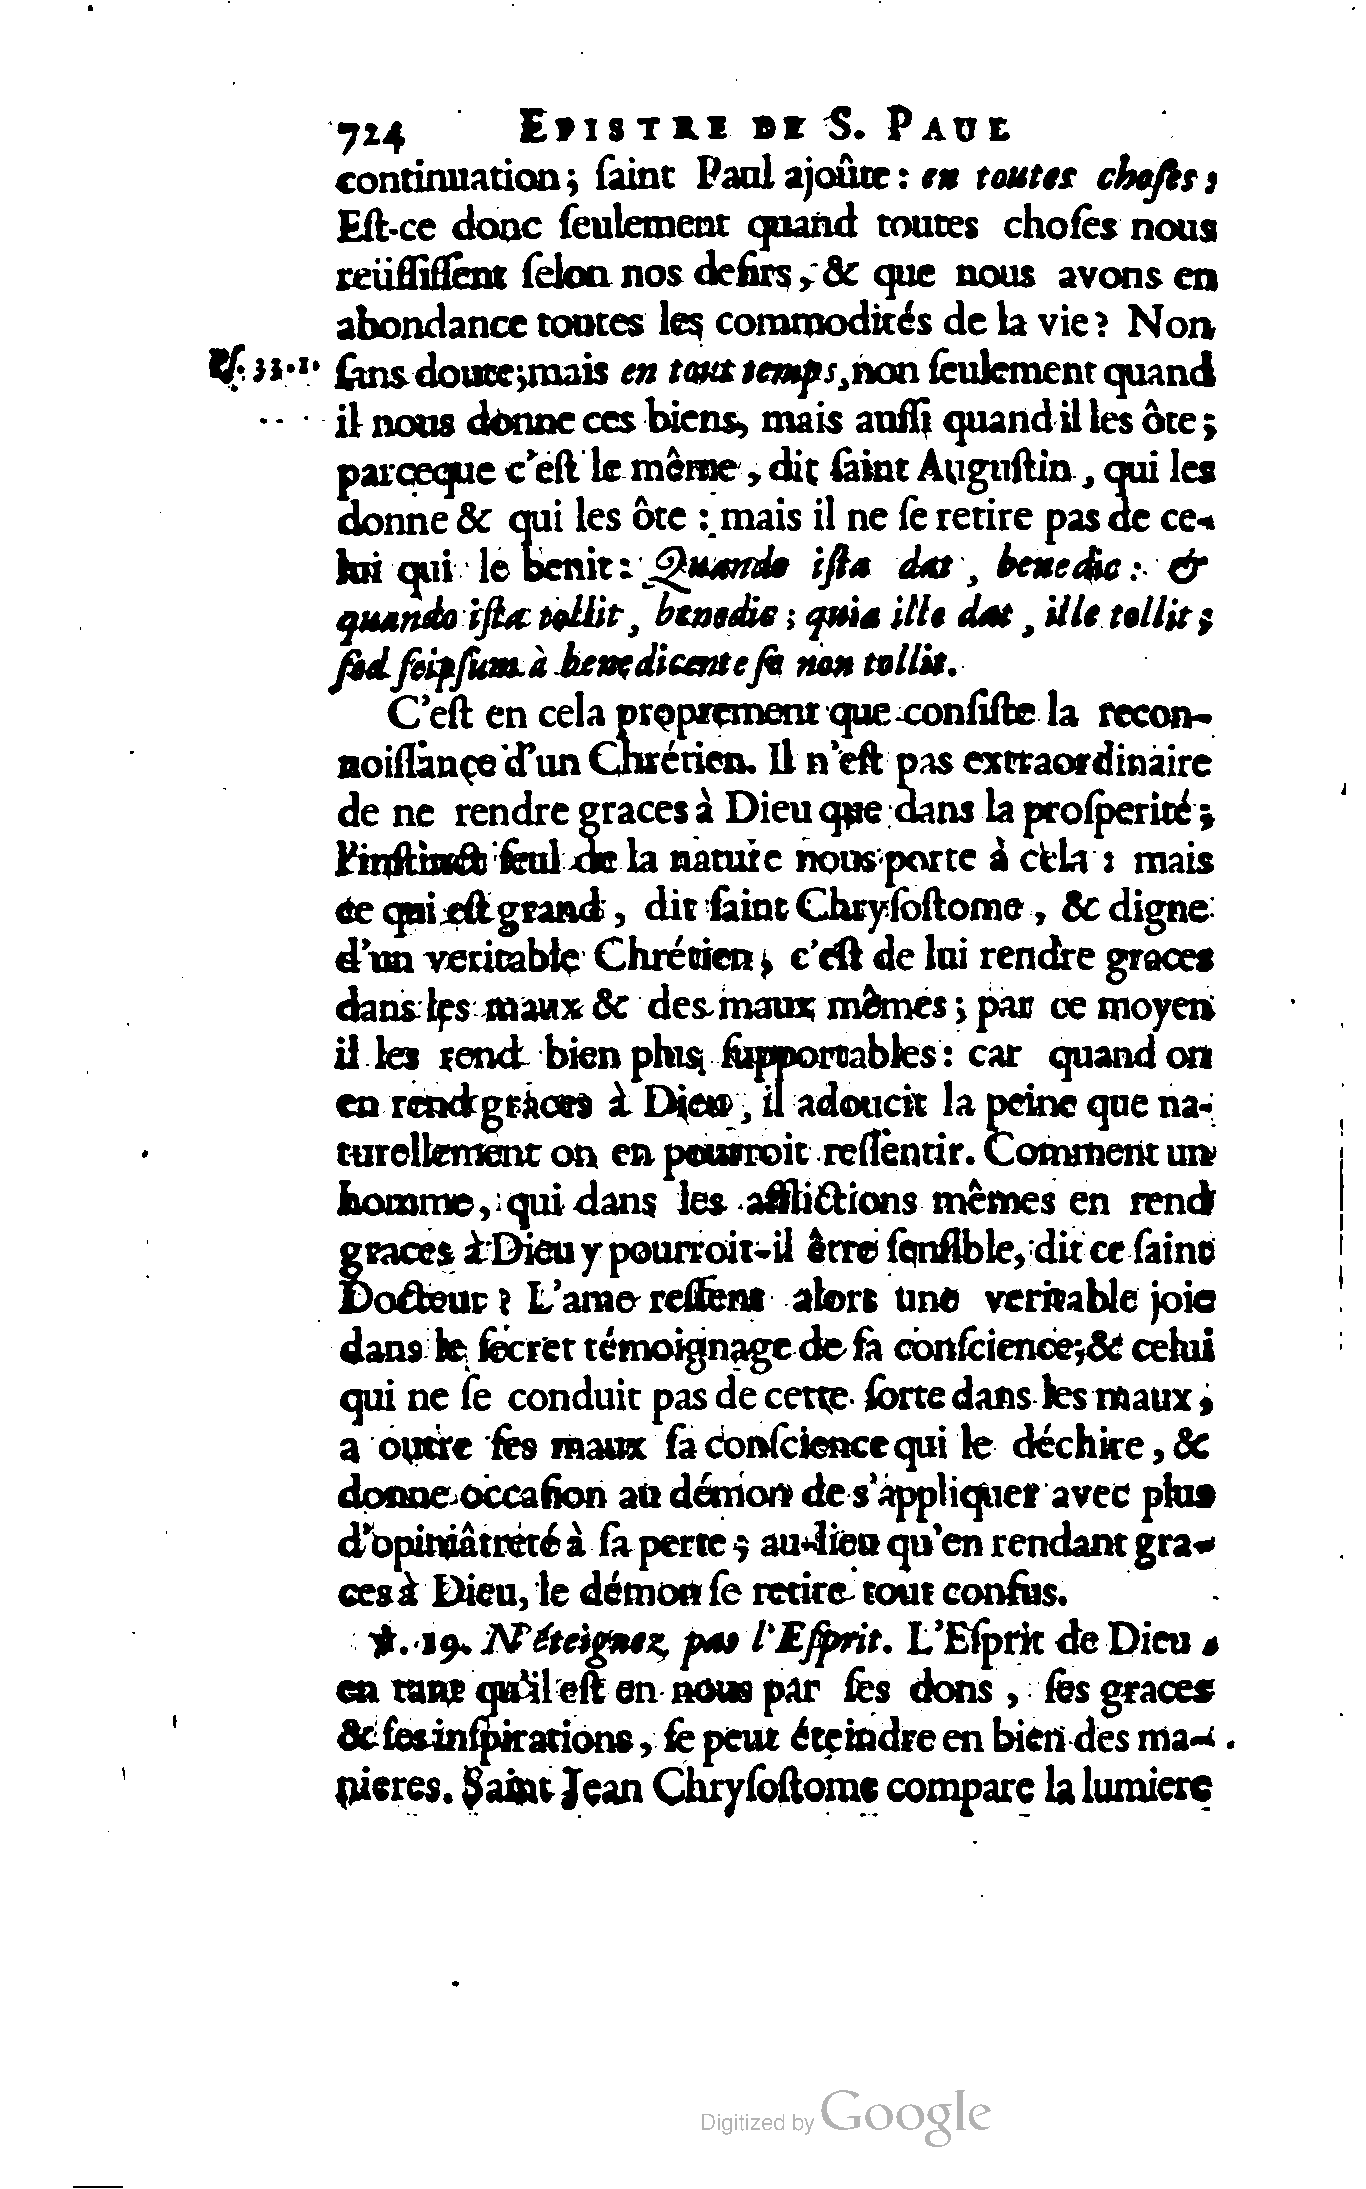 724 EPISTRE DE S. PAUL
continuation; ſaint Paul ajoûte: en toutes choſes;
Eſt-ce donc ſeulement quand toutes choſes nous
reüſſiſſent ſelon nos deſirs, & que nous avons en
abondance toutes les commodités de la vie? Non
Pſ. 33. 1. ſans doute; mais en tout temps, non ſeulement quand
il nous donne ces biens, mais auſſi quand il les ôte;
parceque c'eſt le même, dit ſaint Auguſtin, qui les
donne & qui les ôte: mais il ne ſe retire pas de ce-
lui qui le benit: Quando iſta dat, benedic: &
quando iſta tollit, benedic; quia ille dat, ille tollit;
ſed ſeipſum à benedicente ſe non tollit.
C'eſt en cela proprement que conſiſte la recon-
noiſſance d'un Chrétien. Il n'eſt pas extraordinaire
de ne rendre graces à Dieu que dans la proſperité;
l'inſtinct ſeul de la nature nous porte à cela: mais
ce qui eſt grand, dit ſaint Chryſoſtome, & digne
d'un veritable Chrétien, c'eſt de lui rendre graces
dans les maux & des maux mêmes; par ce moyen
il les rend bien plus ſupportables: car quand on
en rend graces à Dieu, il adoucit la peine que na-
turellement on en pourroit reſſentir. Comment un
homme, qui dans les afflictions mêmes en rend
graces à Dieu y pourroit-il être ſenſible, dit ce ſaint
Docteur? L'ame reſſent alors une veritable joie
dans le ſecret témoignage de ſa conſcience; & celui
qui ne ſe conduit pas de cette ſorte dans les maux,
a outre ſes maux ſa conſcience qui le déchire, &
donne occaſion au démon de s'appliquer avec plus
d'opiniâtreté à ſa perte; au-lieu qu'en rendant gra-
ces à Dieu, le démon ſe retire tout confus.
℣. 19. N'éteignez pas l'Eſprit. L'Eſprit de Dieu,
en tant qu'il eſt en nous par ſes dons, ſes graces
& ſes inſpirations, ſe peut éteindre en bien des ma-
nieres. Saint Jean Chryſoſtome compare la lumiere
Digitized by Google